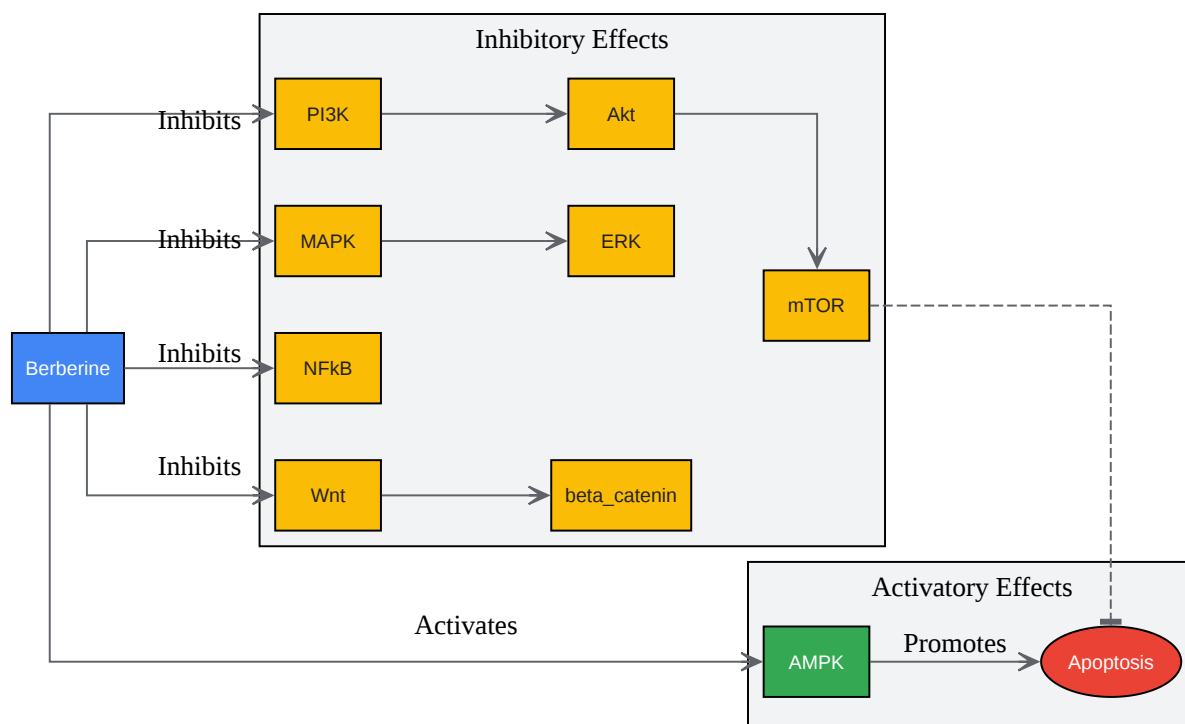 Inhibitory Effects
Inhibits
PI3K
Akt
Inhibits
MAPK
ERK
mTOR
Berberine
Inhibits
NFkB
Inhibits
Wnt
beta_catenin
Activatory Effects
Activates
AMPK
Promotes
Apoptosis